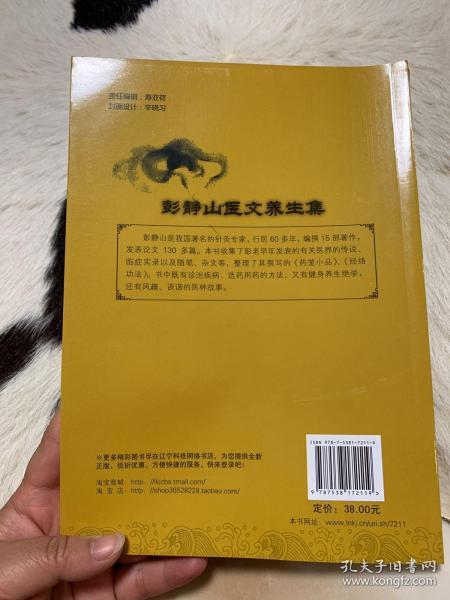 责任编辑：寿亚荷
封面设计：辛晓习
彭静山医文养生集
彭静山是我国著名的针灸专家，行医60多年，编撰15部著作，
发表论文 130 多篇。本书收集了彭老早年发表的有关医界的传说、
临症实录以及随笔、杂文等，整理了其撰写的《药笼小品》、《经络
功法》。书中既有诊治疾病、选药用药的方法，又有健身养生绝学，
还有风趣、诙谐的医林故事。
※更多精彩图书尽在辽宁科技网络书店，为您提供全新
正版，低折优惠，方便快捷的服务，快来登录吧！
淘宝商城： http: //lkjcbs.tmall.com/
淘 宝 店： http: //shop36528228.taobao.com/
ISBN 978-7-5381-7211-9
9 787538 172119 >
定价：38.00元
本书网址：www.lnkj.cn/uri.sh/7211
孔夫子旧书网
www.kongfz.com